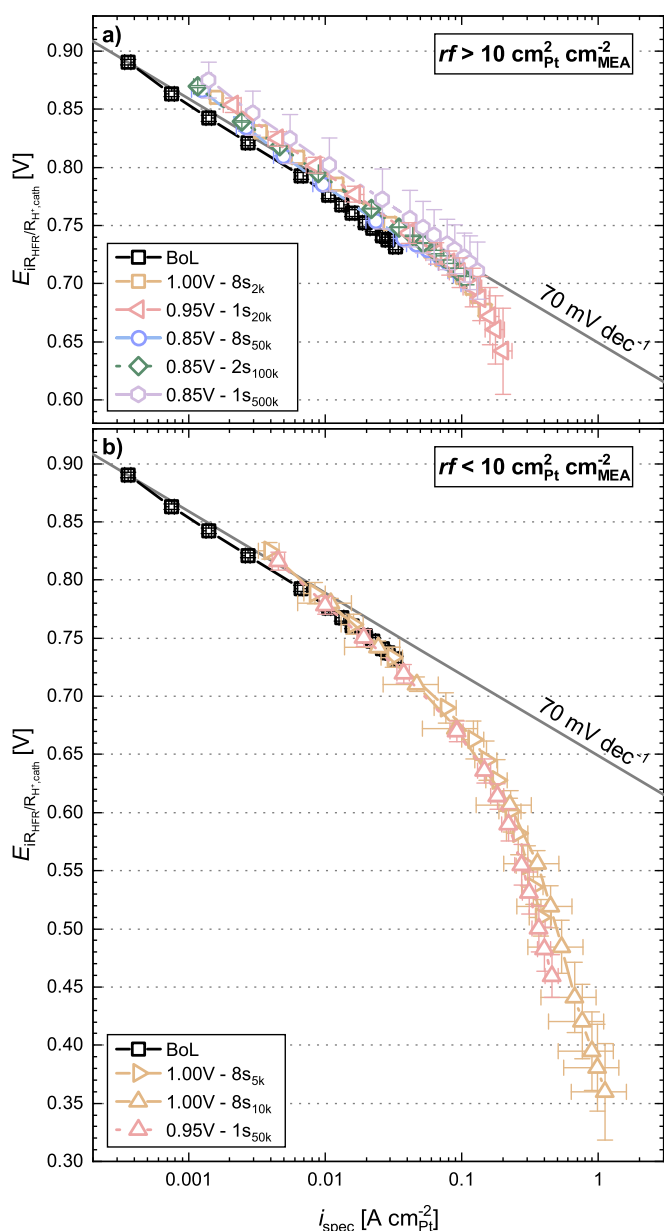 a)
rf > 10 cm²Pt cm⁻²MEA
0.90
0.85
0.80
0.75
0.70
0.65
0.60
E iR_HFR/R_H⁺,cath [V]
70 mV dec⁻¹
BoL
1.00V - 8s2k
0.95V - 1s20k
0.85V - 8s50k
0.85V - 2s100k
0.85V - 1s500k
b)
rf < 10 cm²Pt cm⁻²MEA
0.90
0.85
0.80
0.75
0.70
0.65
0.60
0.55
0.50
0.45
0.40
0.35
0.30
E iR_HFR/R_H⁺,cath [V]
70 mV dec⁻¹
BoL
1.00V - 8s5k
1.00V - 8s10k
0.95V - 1s50k
0.001
0.01
0.1
1
i spec [A cm⁻²Pt]